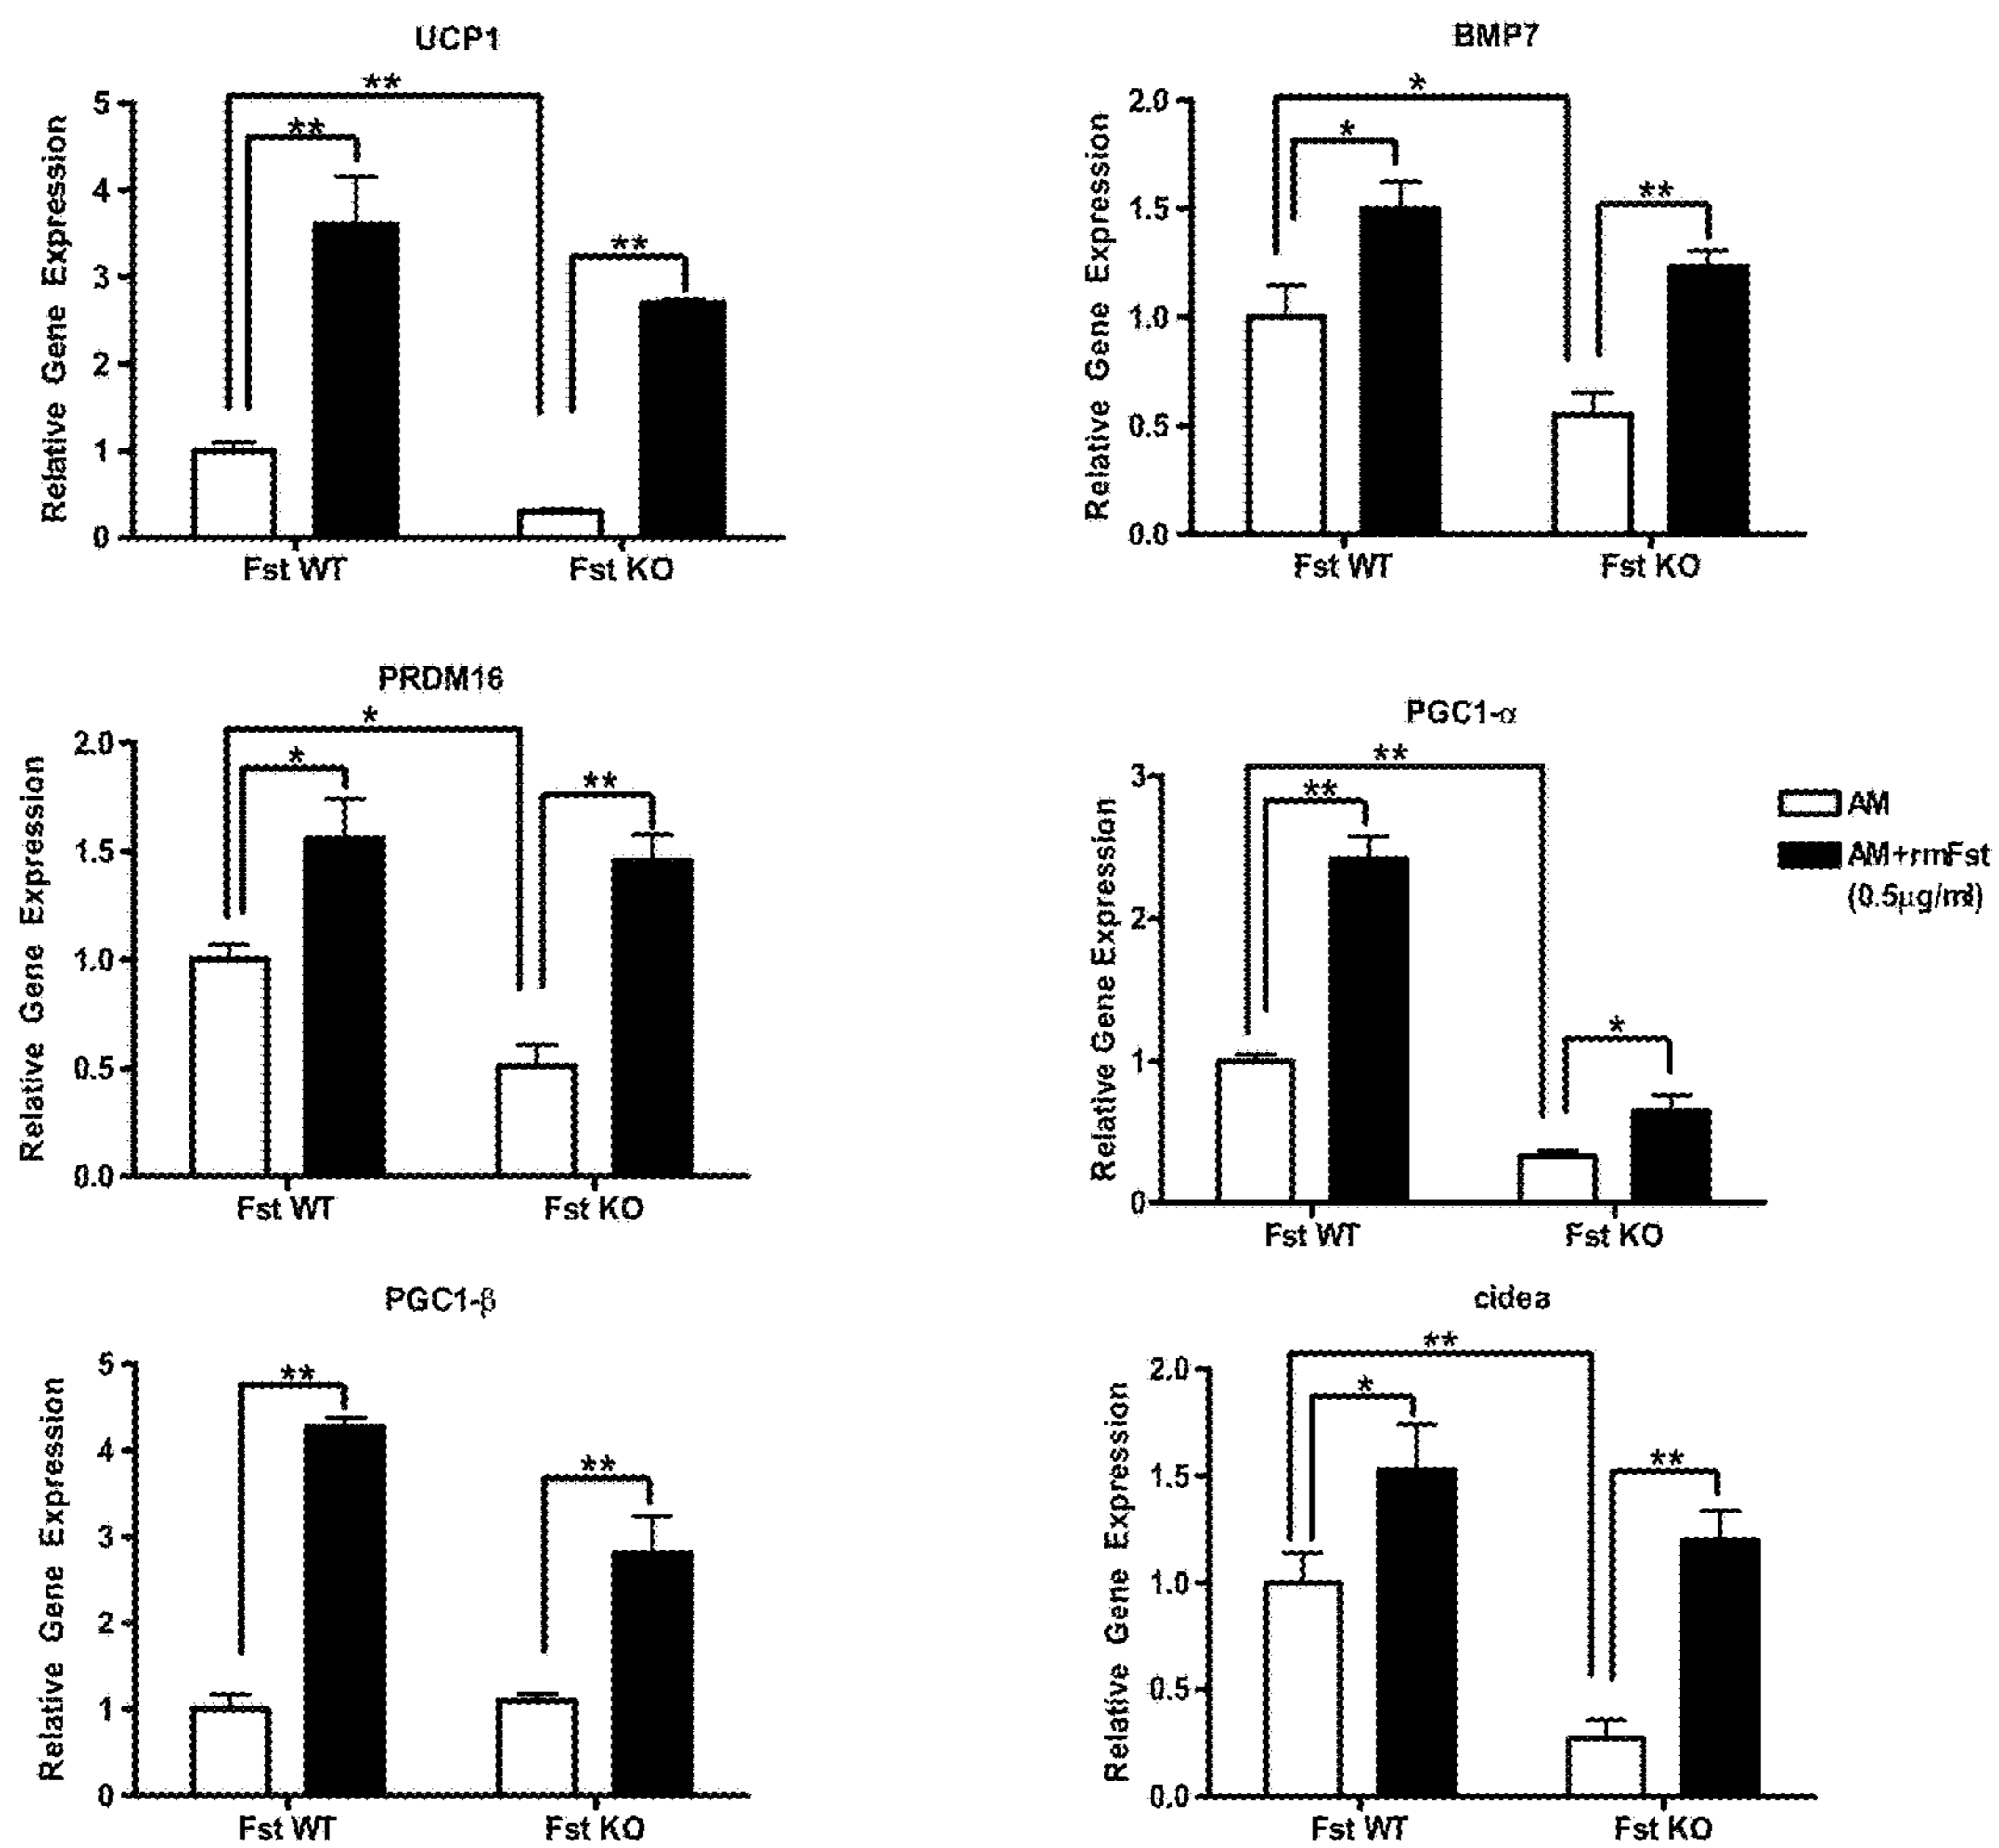 UCP1
**
**
**
5
4
3
2
1
0
Relative Gene Expression
Fst WT
Fst KO
BMP7
*
*
**
2.0
1.5
1.0
0.5
0.0
Relative Gene Expression
Fst WT
Fst KO
PRDM16
*
*
**
2.0
1.5
1.0
0.5
0.0
Relative Gene Expression
Fst WT
Fst KO
PGC1-α
**
**
*
3
2
1
0
Relative Gene Expression
Fst WT
Fst KO
AM
AM+rmFst
(0.5μg/ml)
PGC1-β
**
**
5
4
3
2
1
0
Relative Gene Expression
Fst WT
Fst KO
cidea
**
*
**
2.0
1.5
1.0
0.5
0.0
Relative Gene Expression
Fst WT
Fst KO